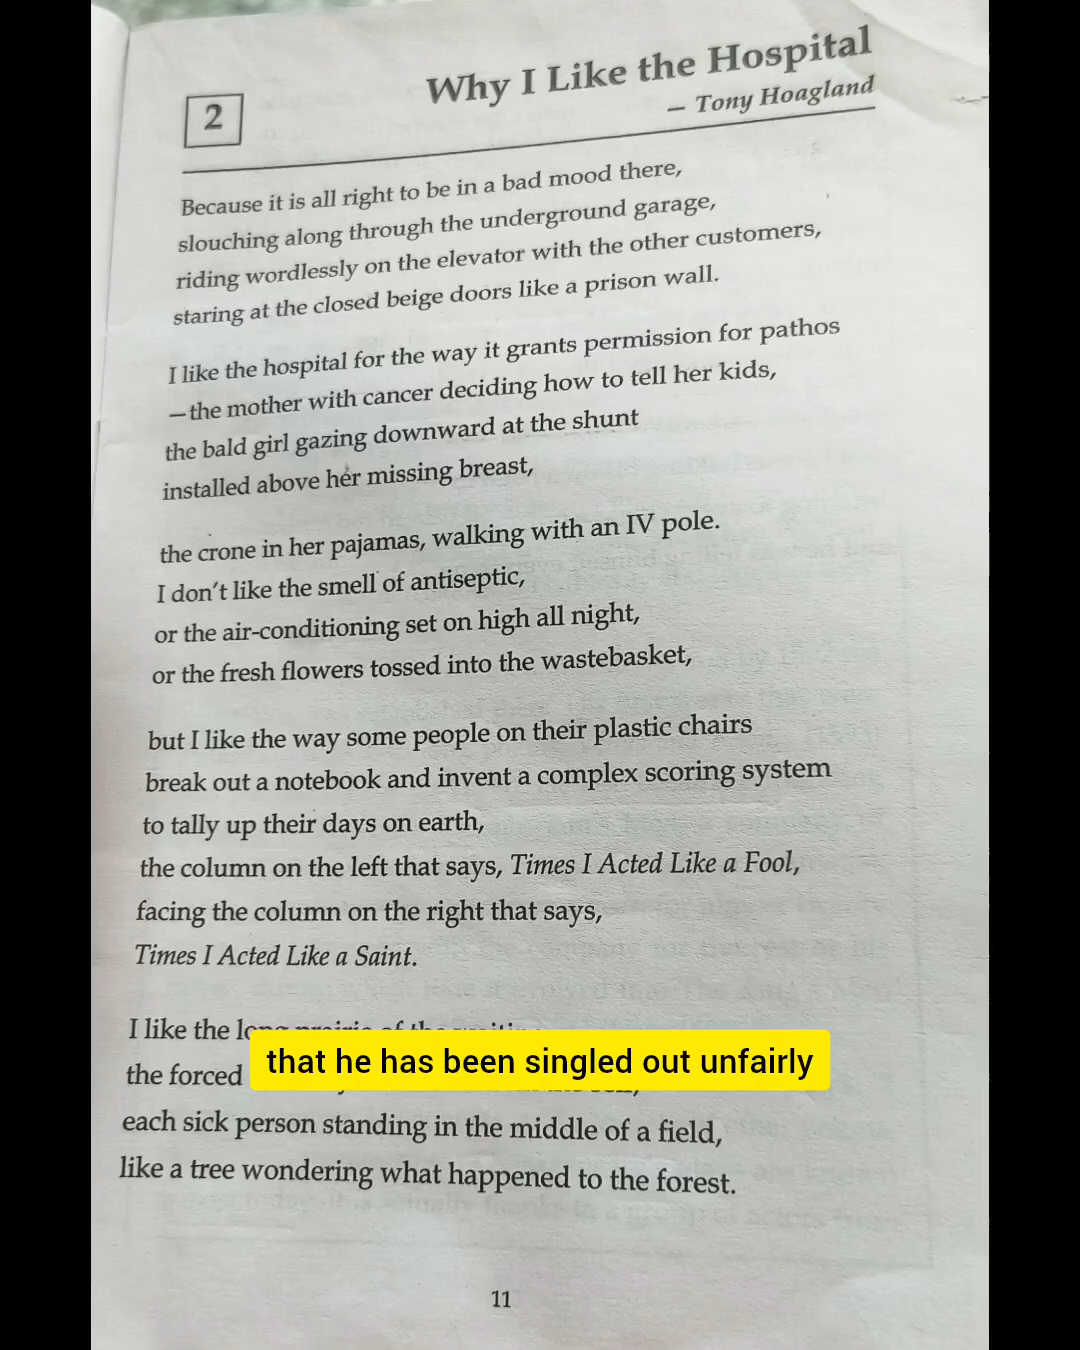 2
Why I Like the Hospital
– Tony Hoagland
Because it is all right to be in a bad mood there,
slouching along through the underground garage,
riding wordlessly on the elevator with the other customers,
staring at the closed beige doors like a prison wall.
I like the hospital for the way it grants permission for pathos
–the mother with cancer deciding how to tell her kids,
the bald girl gazing downward at the shunt
installed above her missing breast,
the crone in her pajamas, walking with an IV pole.
I don't like the smell of antiseptic,
or the air-conditioning set on high all night,
or the fresh flowers tossed into the wastebasket,
but I like the way some people on their plastic chairs
break out a notebook and invent a complex scoring system
to tally up their days on earth,
the column on the left that says, Times I Acted Like a Fool,
facing the column on the right that says,
Times I Acted Like a Saint.
I like the
the forced
that he has been singled out unfairly
each sick person standing in the middle of a field,
like a tree wondering what happened to the forest.
11